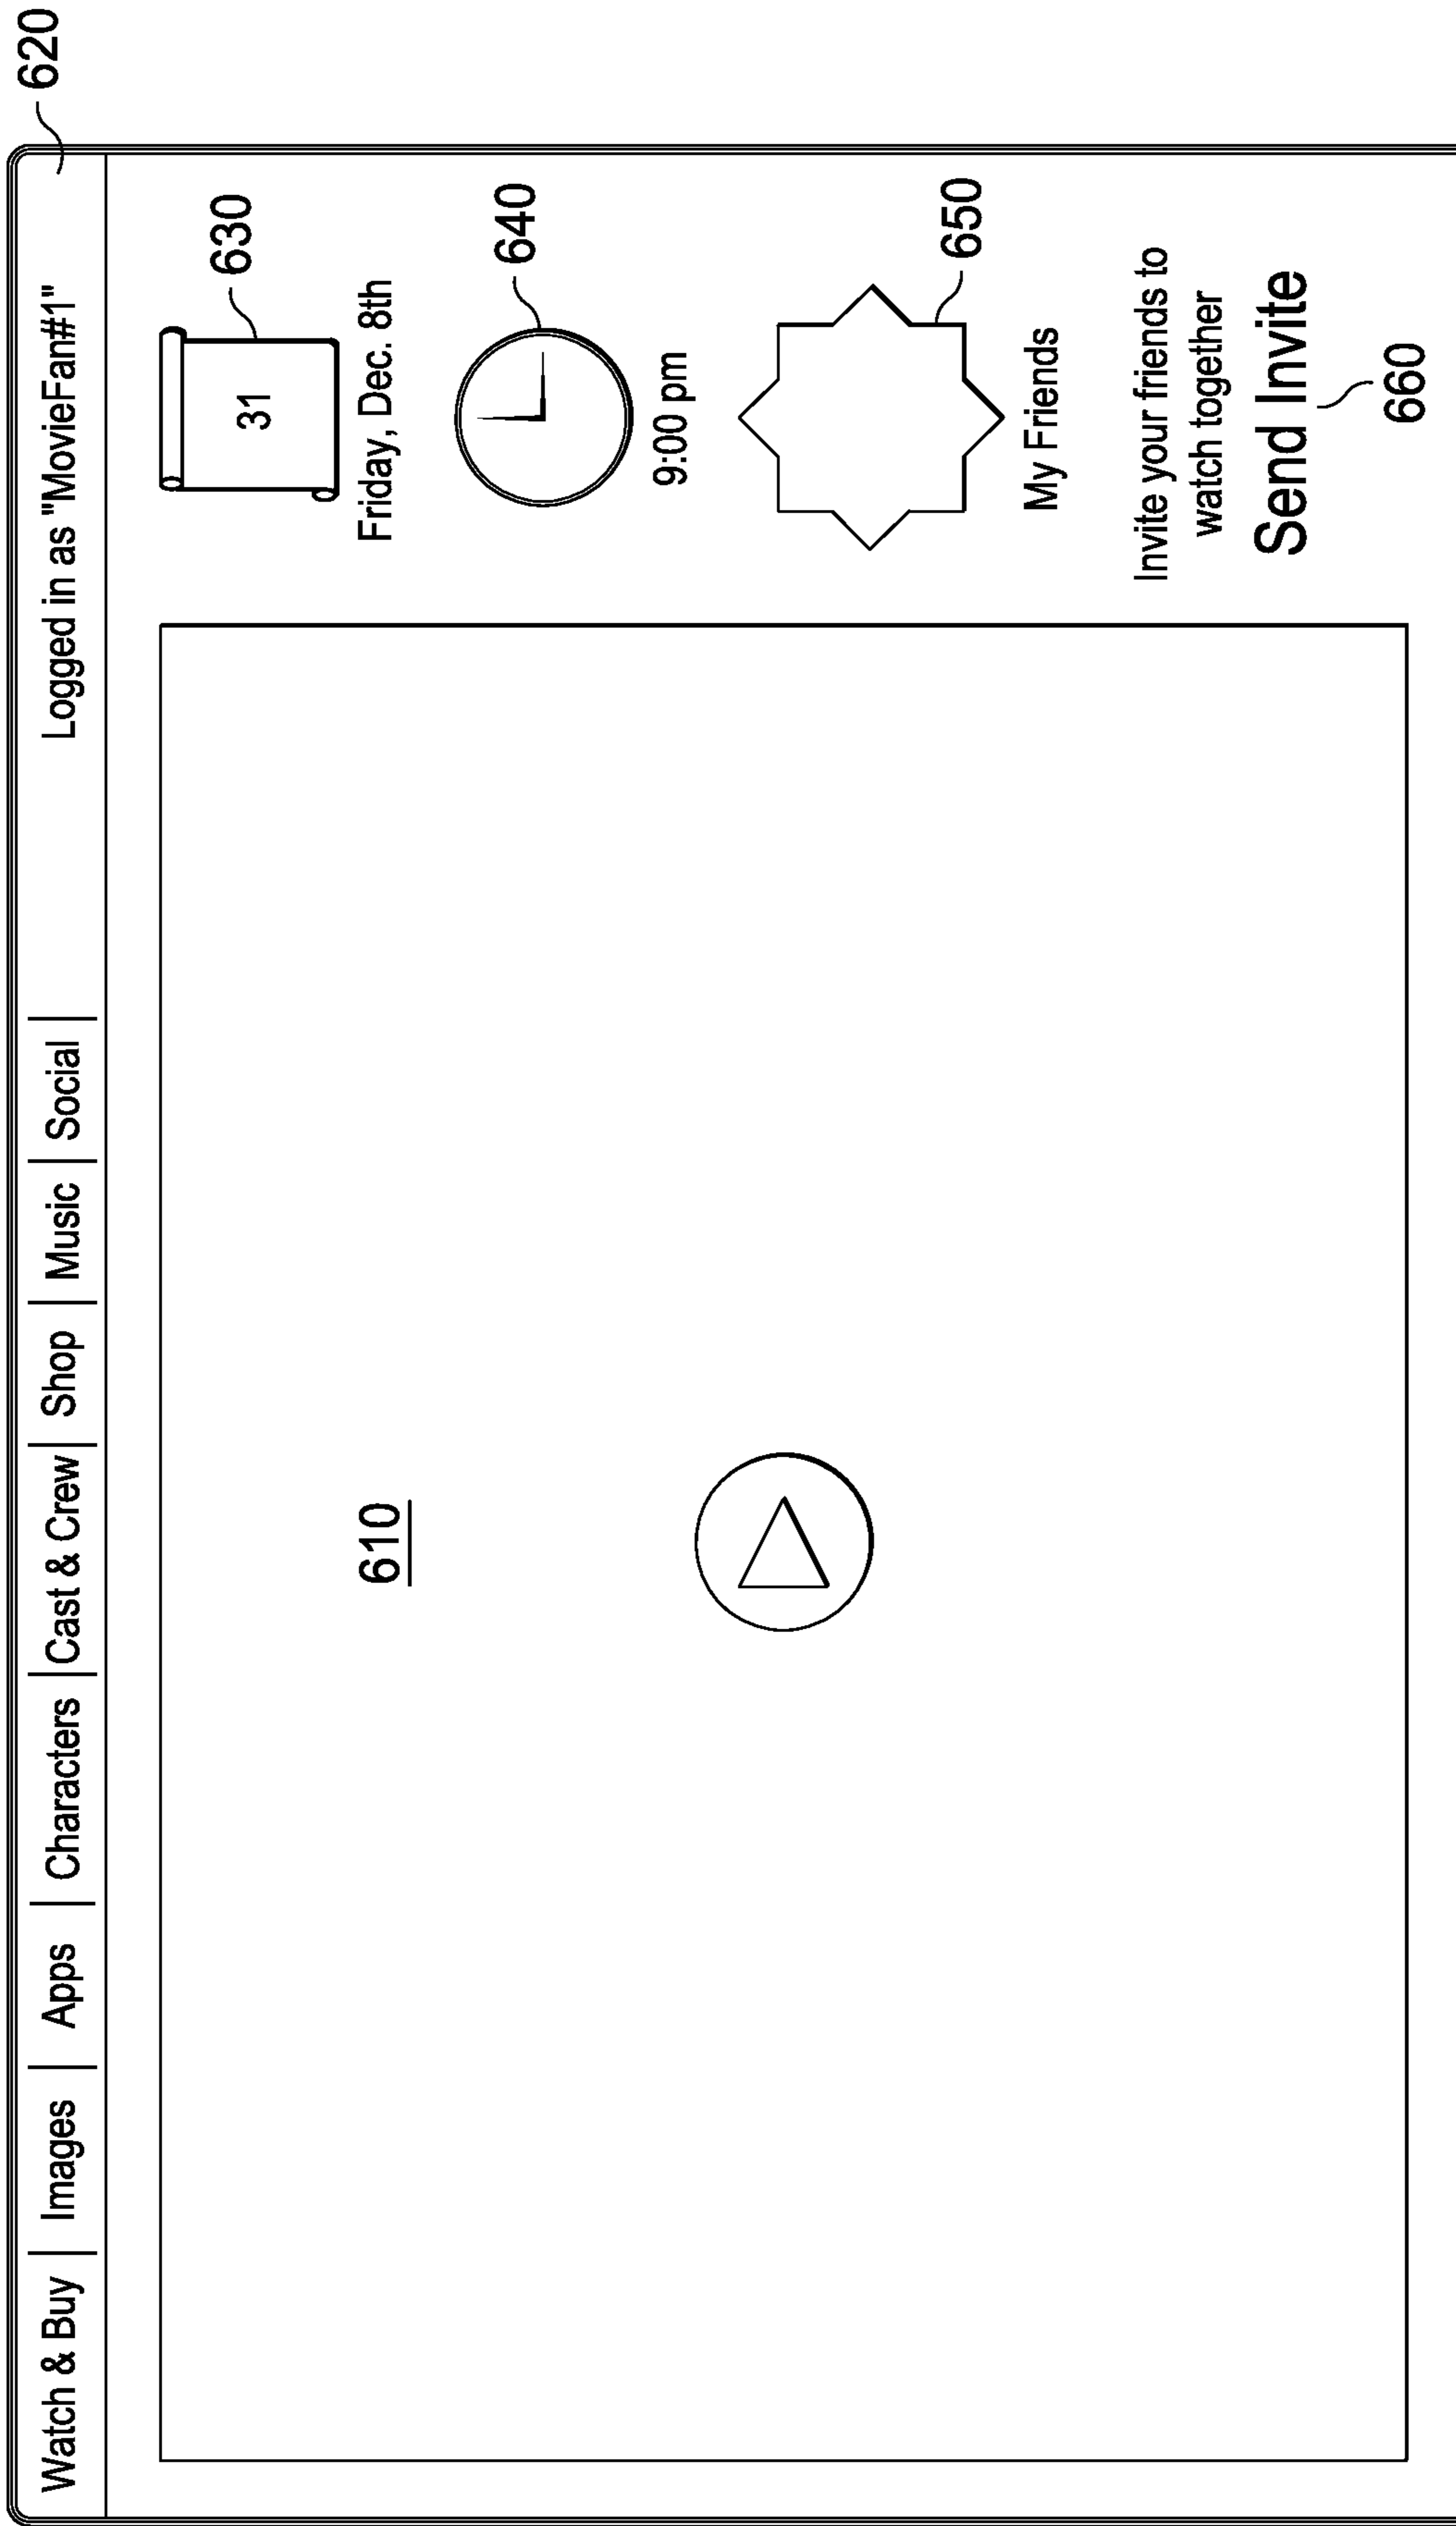 620
Watch & Buy | Images | Apps | Characters | Cast & Crew | Shop | Music | Social | Logged in as "MovieFan#1"
610
31
630
Friday, Dec. 8th
640
9:00 pm
650
My Friends
Invite your friends to
watch together
Send Invite
660